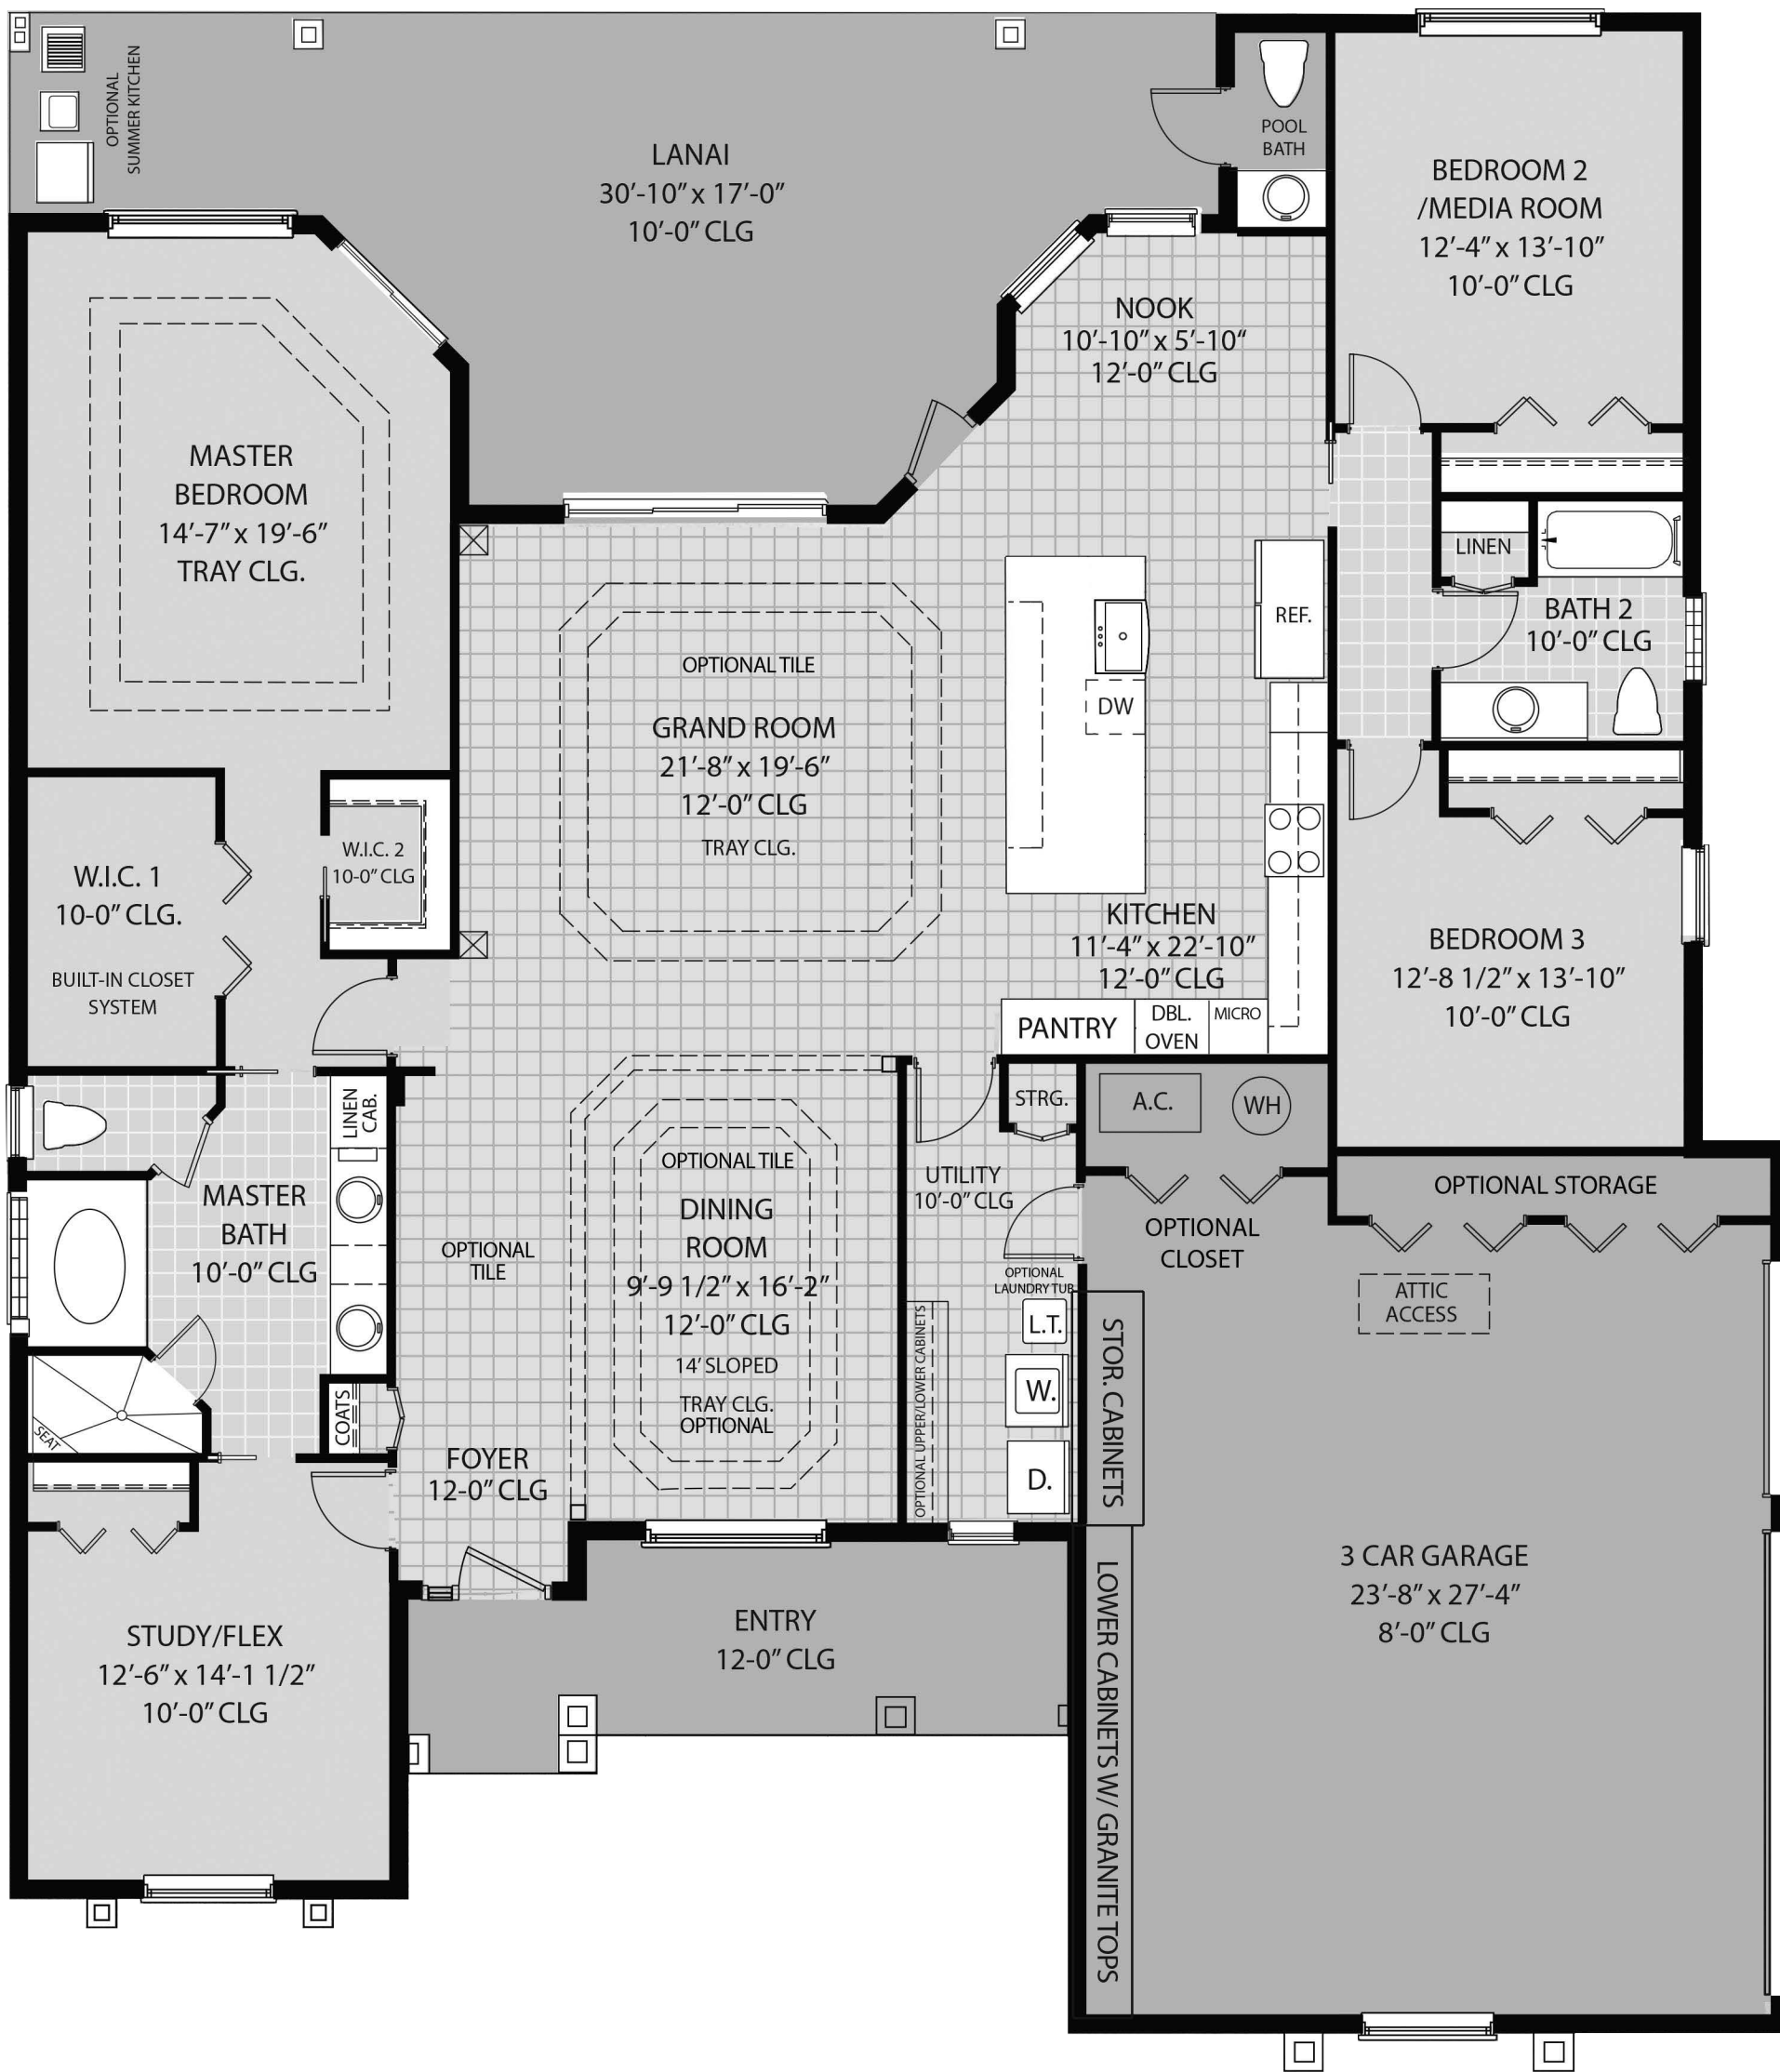 OPTIONAL
SUMMER KITCHEN
LANAI
30’-10” x 17’-0”
10’-0” CLG
POOL
BATH
BEDROOM 2
/MEDIA ROOM
12’-4” x 13’-10”
10’-0” CLG
NOOK
10’-10” x 5’-10“
12’-0” CLG
MASTER
BEDROOM
14’-7” x 19’-6”
TRAY CLG.
LINEN
BATH 2
10’-0” CLG
REF.
DW
OPTIONAL TILE
GRAND ROOM
21’-8” x 19’-6”
12’-0” CLG
TRAY CLG.
W.I.C. 1
10-0” CLG.
BUILT-IN CLOSET
SYSTEM
W.I.C. 2
10-0” CLG
KITCHEN
11’-4” x 22’-10”
12’-0” CLG
PANTRY
DBL.
OVEN
MICRO
BEDROOM 3
12’-8 1/2” x 13’-10”
10’-0” CLG
LINEN
CAB.
STRG.
A.C.
WH
MASTER
BATH
10’-0” CLG
OPTIONAL
TILE
OPTIONAL TILE
DINING
ROOM
9’-9 1/2” x 16’-2”
12’-0” CLG
14’ SLOPED
TRAY CLG.
OPTIONAL
UTILITY
10’-0” CLG
OPTIONAL
CLOSET
OPTIONAL STORAGE
ATTIC
ACCESS
OPTIONAL
LAUNDRY TUB
L.T.
W.
D.
OPTIONAL UPPER/LOWER CABINETS
STOR. CABINETS
SEAT
COATS
FOYER
12-0” CLG
STUDY/FLEX
12’-6” x 14’-1 1/2”
10’-0” CLG
ENTRY
12-0” CLG
LOWER CABINETS W/ GRANITE TOPS
3 CAR GARAGE
23’-8” x 27’-4”
8’-0” CLG